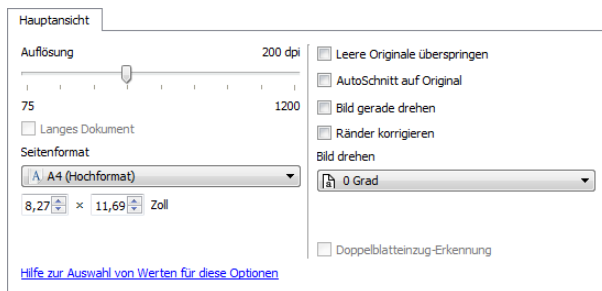 Hauptansicht
Auflösung 200 dpi
75 1200
Langes Dokument
Seitenformat
A4 (Hochformat)
8,27 × 11,69 Zoll
Hilfe zur Auswahl von Werten für diese Optionen
Leere Originale überspringen
AutoSchnitt auf Original
Bild gerade drehen
Ränder korrigieren
Bild drehen
0 Grad
Doppelblatteinzug-Erkennung